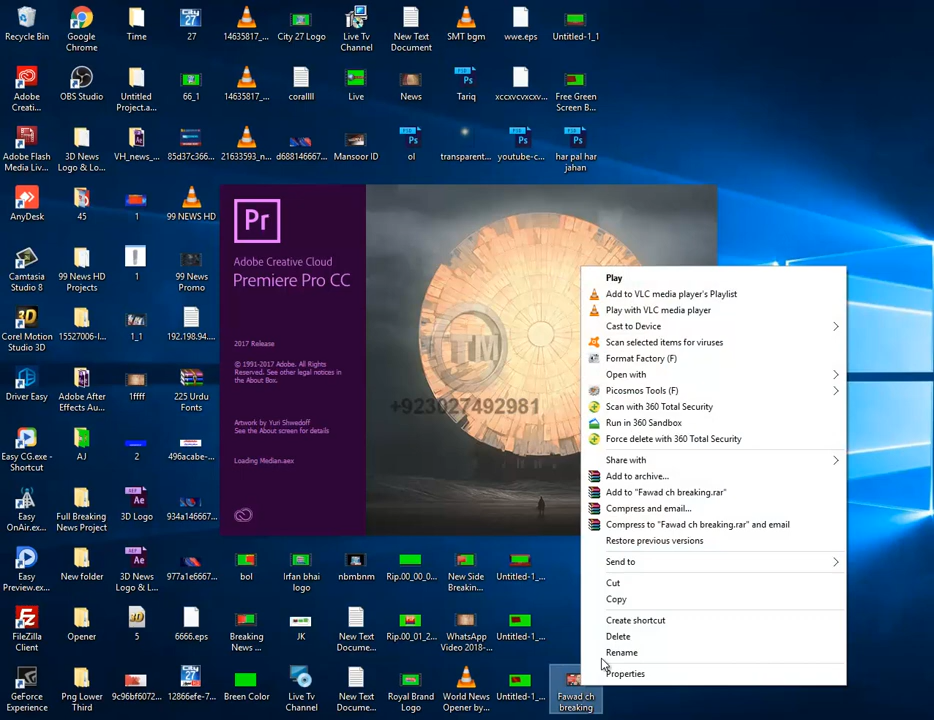 Recycle Bin
Google
Chrome
Time
27
14635817_...
City 27 Logo
Live Tv
Channel
New Text
Document
SMT bgm
wwe.eps
Untitled-1_1
Adobe
Creati...
OBS Studio
Untitled
Project.a...
66_1
14635817_...
corallll
Live
News
Tariq
xccxvcvxcxv...
Free Green
Screen B...
Adobe Flash
Media Liv...
3D News
Logo & Lo...
VH_news_...
85d37c366...
21633593_n...
d688146667...
Mansoor ID
ol
transparent...
youtube-c...
har pal har
jahan
AnyDesk
45
1
99 NEWS HD
Camtasia
Studio 8
99 News HD
Projects
1
99 News
Promo
Corel Motion
Studio 3D
15527006-l...
1_1
192.198.94....
Driver Easy
Adobe After
Effects Au...
1ffff
225 Urdu
Fonts
Easy CG.exe -
Shortcut
AJ
2
496acabe-...
Easy
OnAir.ex...
Full Breaking
News Project
3D Logo
934a146667...
Easy
Preview.ex...
New folder
3D News
Logo & L...
977a1e6667...
bol
Irfan bhai
logo
nbmbnm
Rip.00_00_0...
New Side
Breakin...
Untitled-1_...
FileZilla
Client
Opener
5
6666.eps
Breaking
News ...
JK
New Text
Docume...
Rip.00_01_2...
WhatsApp
Video 2018-...
Untitled-1_...
GeForce
Experience
Png Lower
Third
9c96bf6072...
12866efe-7...
Breen Color
Live Tv
Channel
New Text
Docume...
Royal Brand
Logo
World News
Opener by...
Untitled-1_...
Fawad ch
breaking
Pr
Adobe Creative Cloud
Premiere Pro CC
2017 Release
© 1991-2017 Adobe. All Rights
Reserved. See other legal notices in
the About Box.
Artwork by Yuri Shwedoff
See the About screen for details
Loading Median.aex
TM
+923027492981
Play
Add to VLC media player's Playlist
Play with VLC media player
Cast to Device
Scan selected items for viruses
Format Factory (F)
Open with
Picosmos Tools (F)
Scan with 360 Total Security
Run in 360 Sandbox
Force delete with 360 Total Security
Share with
Add to archive...
Add to "Fawad ch breaking.rar"
Compress and email...
Compress to "Fawad ch breaking.rar" and email
Restore previous versions
Send to
Cut
Copy
Create shortcut
Delete
Rename
Properties